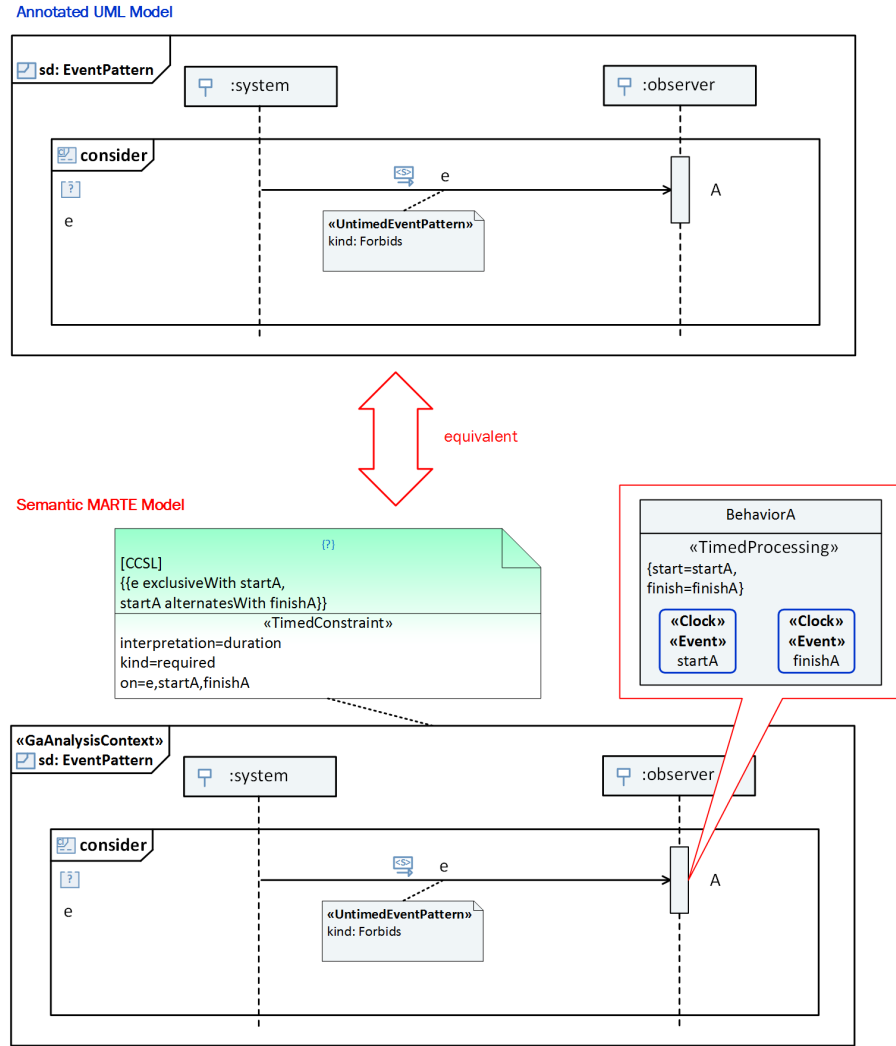 Annotated UML Model
sd: EventPattern
:system
:observer
consider
[?]
<S>
e
A
e
«UntimedEventPattern»
kind: Forbids
equivalent
Semantic MARTE Model
BehaviorA
«TimedProcessing»
{start=startA,
finish=finishA}
«Clock»
«Event»
startA
«Clock»
«Event»
finishA
{?}
[CCSL]
{{e exclusiveWith startA,
startA alternatesWith finishA}}
«TimedConstraint»
interpretation=duration
kind=required
on=e,startA,finishA
«GaAnalysisContext»
sd: EventPattern
:system
:observer
consider
[?]
<S>
e
A
e
«UntimedEventPattern»
kind: Forbids